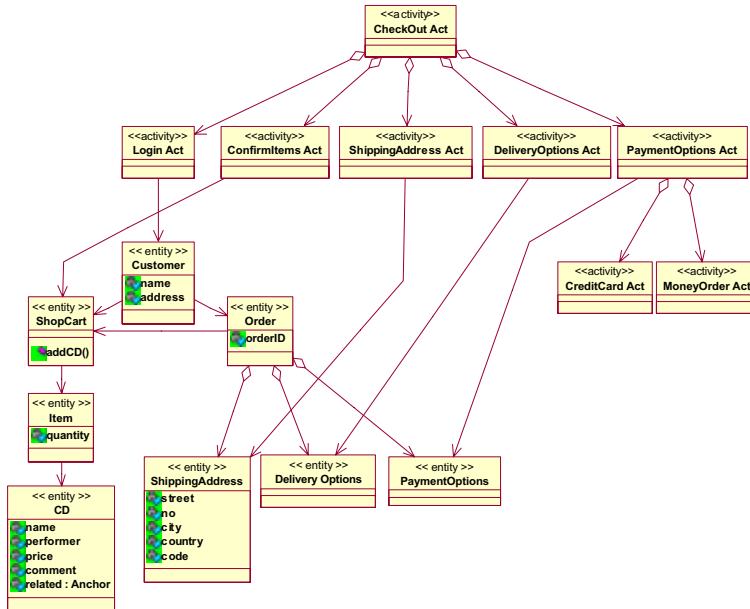 <<activity>>
CheckOut Act
<<activity>>
Login Act
<<activity>>
ConfirmItems Act
<<activity>>
ShippingAddress Act
<<activity>>
DeliveryOptions Act
<<activity>>
PaymentOptions Act
<< entity >>
Customer
name
address
<<activity>>
CreditCard Act
<<activity>>
MoneyOrder Act
<< entity >>
ShopCart
addCD()
<< entity >>
Order
orderID
<< entity >>
Item
quantity
<< entity >>
ShippingAddress
street
no
city
country
code
<< entity >>
Delivery Options
<< entity >>
PaymentOptions
<< entity >>
CD
name
performer
price
comment
related : Anchor